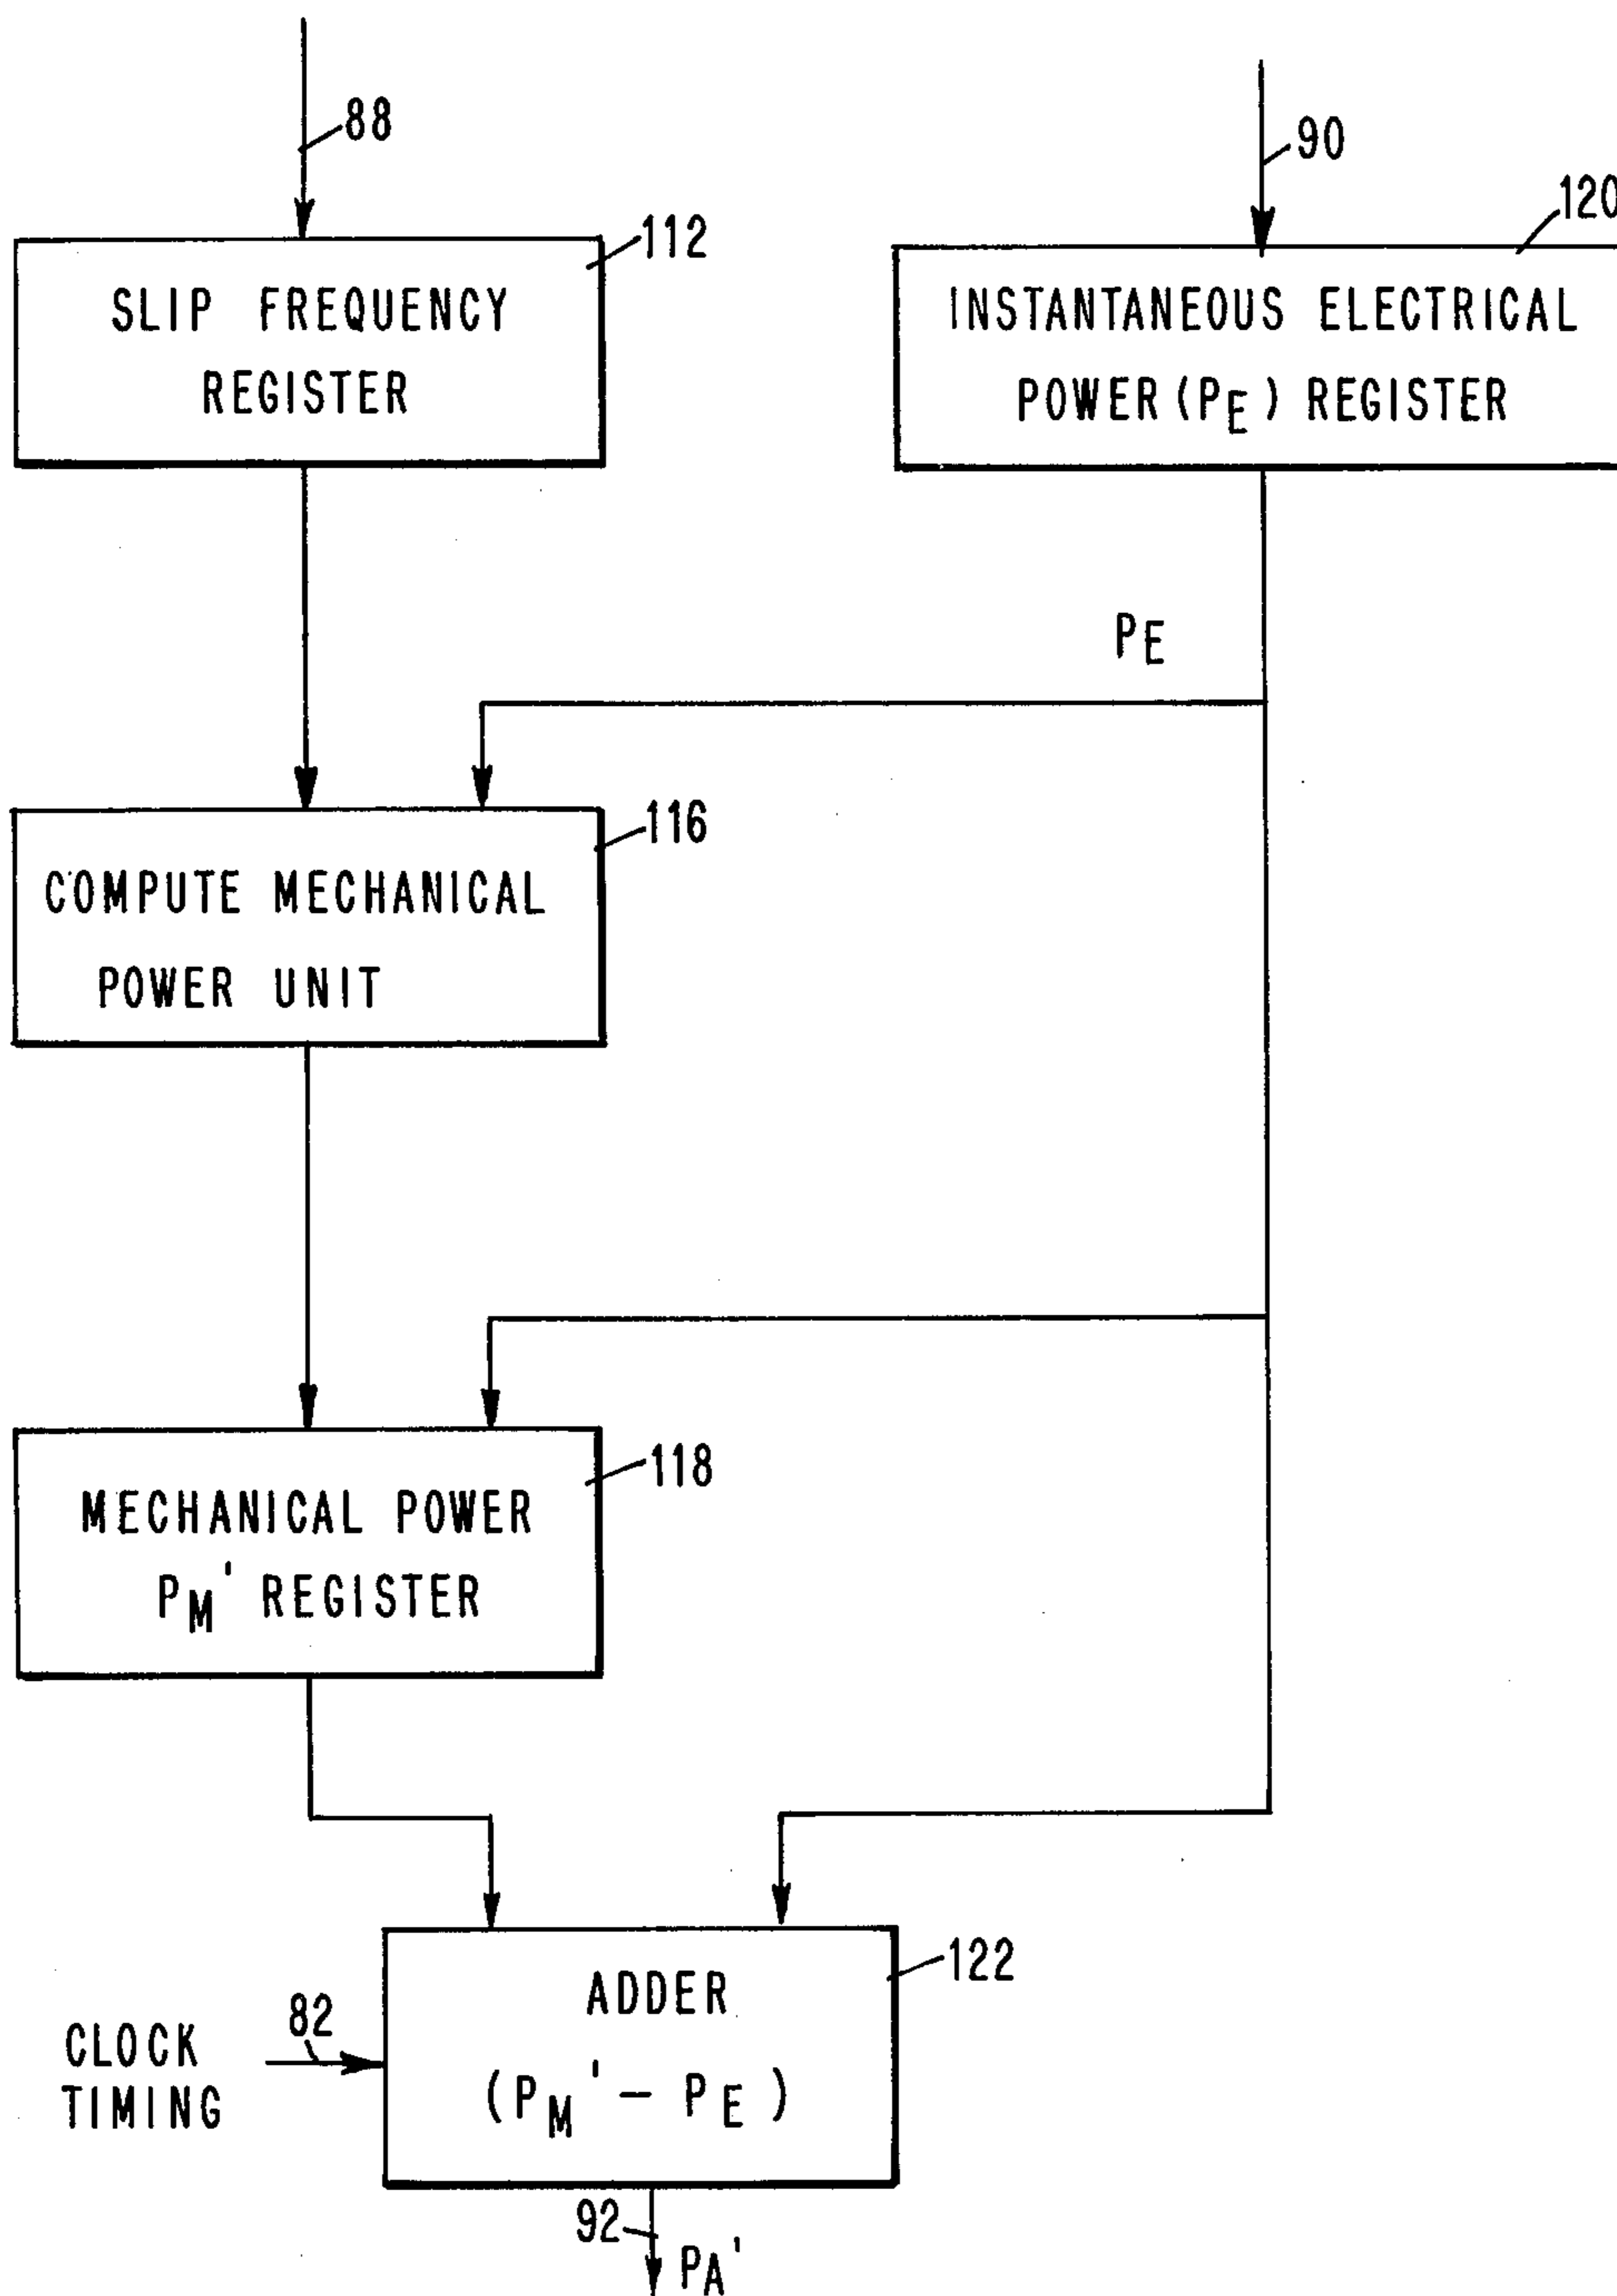 88
90
112
120
SLIP FREQUENCY
REGISTER
INSTANTANEOUS ELECTRICAL
POWER (PE) REGISTER
PE
116
COMPUTE MECHANICAL
POWER UNIT
118
MECHANICAL POWER
PM' REGISTER
122
ADDER
(PM' - PE)
82
CLOCK
TIMING
92
PA'